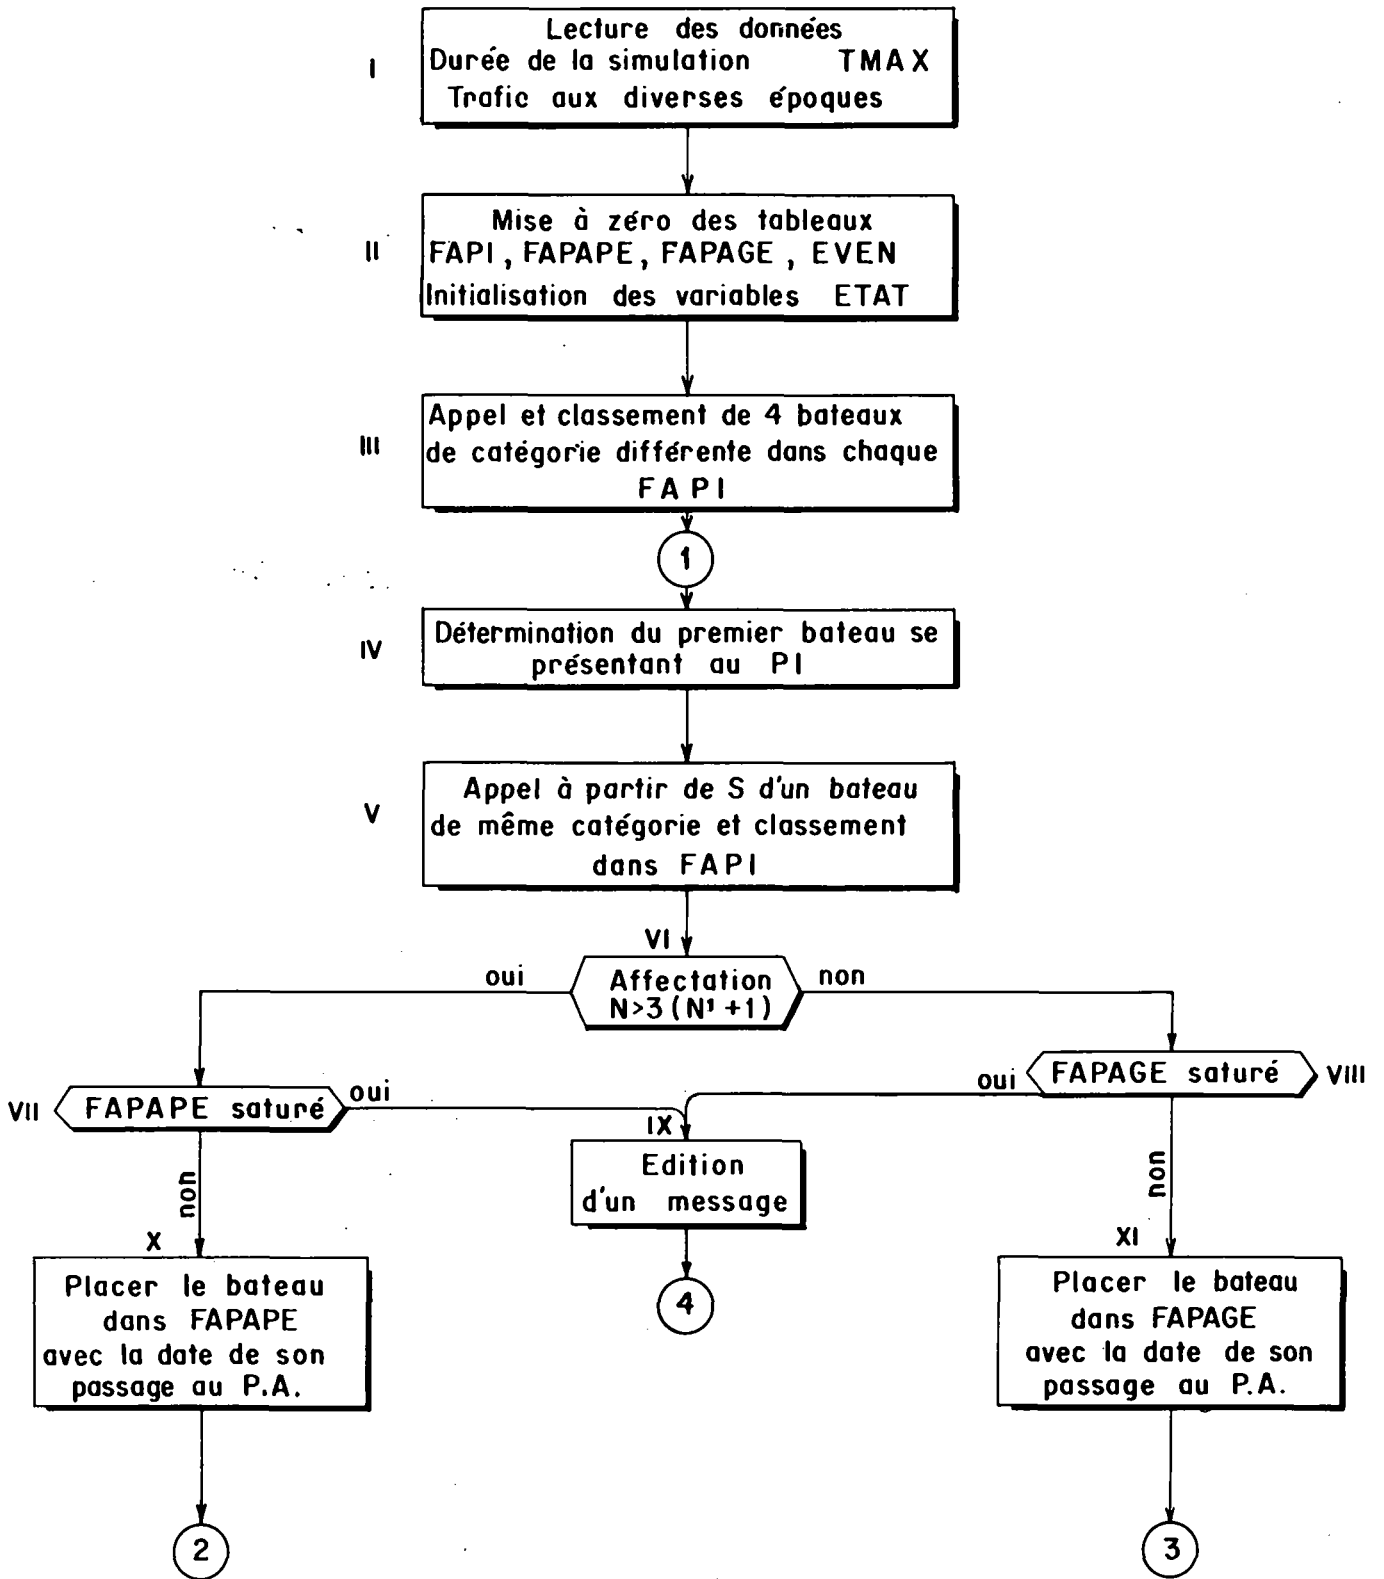 I
Lecture des données
Durée de la simulation TMAX
Trafic aux diverses époques
II
Mise à zéro des tableaux
FAPI, FAPAPE, FAPAGE, EVEN
Initialisation des variables ETAT
III
Appel et classement de 4 bateaux
de catégorie différente dans chaque
FAPI
1
IV
Détermination du premier bateau se
présentant au PI
V
Appel à partir de S d'un bateau
de même catégorie et classement
dans FAPI
VI
oui
Affectation
N>3(N'+1)
non
VII
FAPAPE saturé
oui
oui
FAPAGE saturé
VIII
IX
Edition
d'un message
4
non
X
Placer le bateau
dans FAPAPE
avec la date de son
passage au P.A.
2
non
XI
Placer le bateau
dans FAPAGE
avec la date de son
passage au P.A.
3